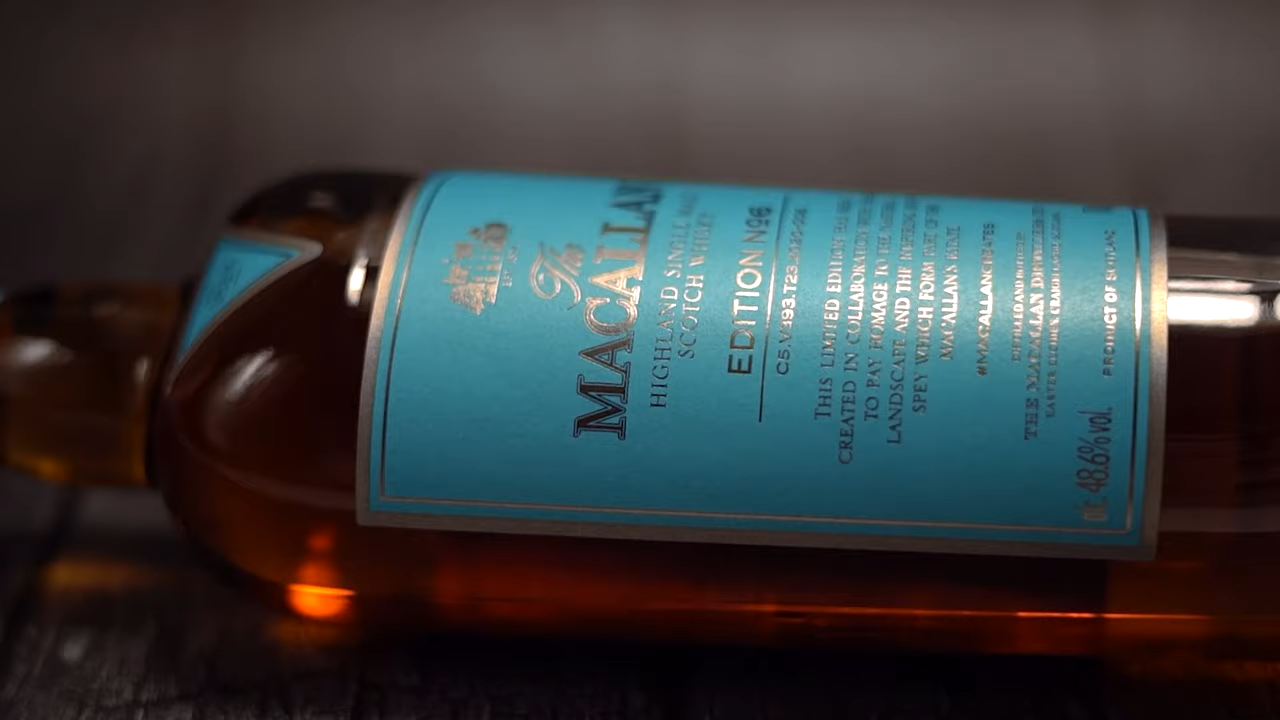 The
MACALLAN
HIGHLAND SINGLE MALT
SCOTCH WHISKY
EDITION Nº6
THIS LIMITED EDITION HAS
CREATED IN COLLABORATION
TO PAY HOMAGE TO THE NATURAL
LANDSCAPE AND THE
SPEY WHICH FORM PART OF THE
MACALLAN'S ESTATE
#MACALLANCREATES
DISTILLED AND BOTTLED BY
THE MACALLAN DISTILLERS
PRODUCT OF SCOTLAND
48.6% vol.